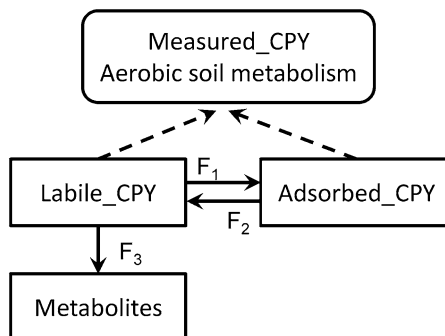 Measured_CPY
Aerobic soil metabolism
F₁
Labile_CPY
Adsorbed_CPY
F₂
F₃
Metabolites